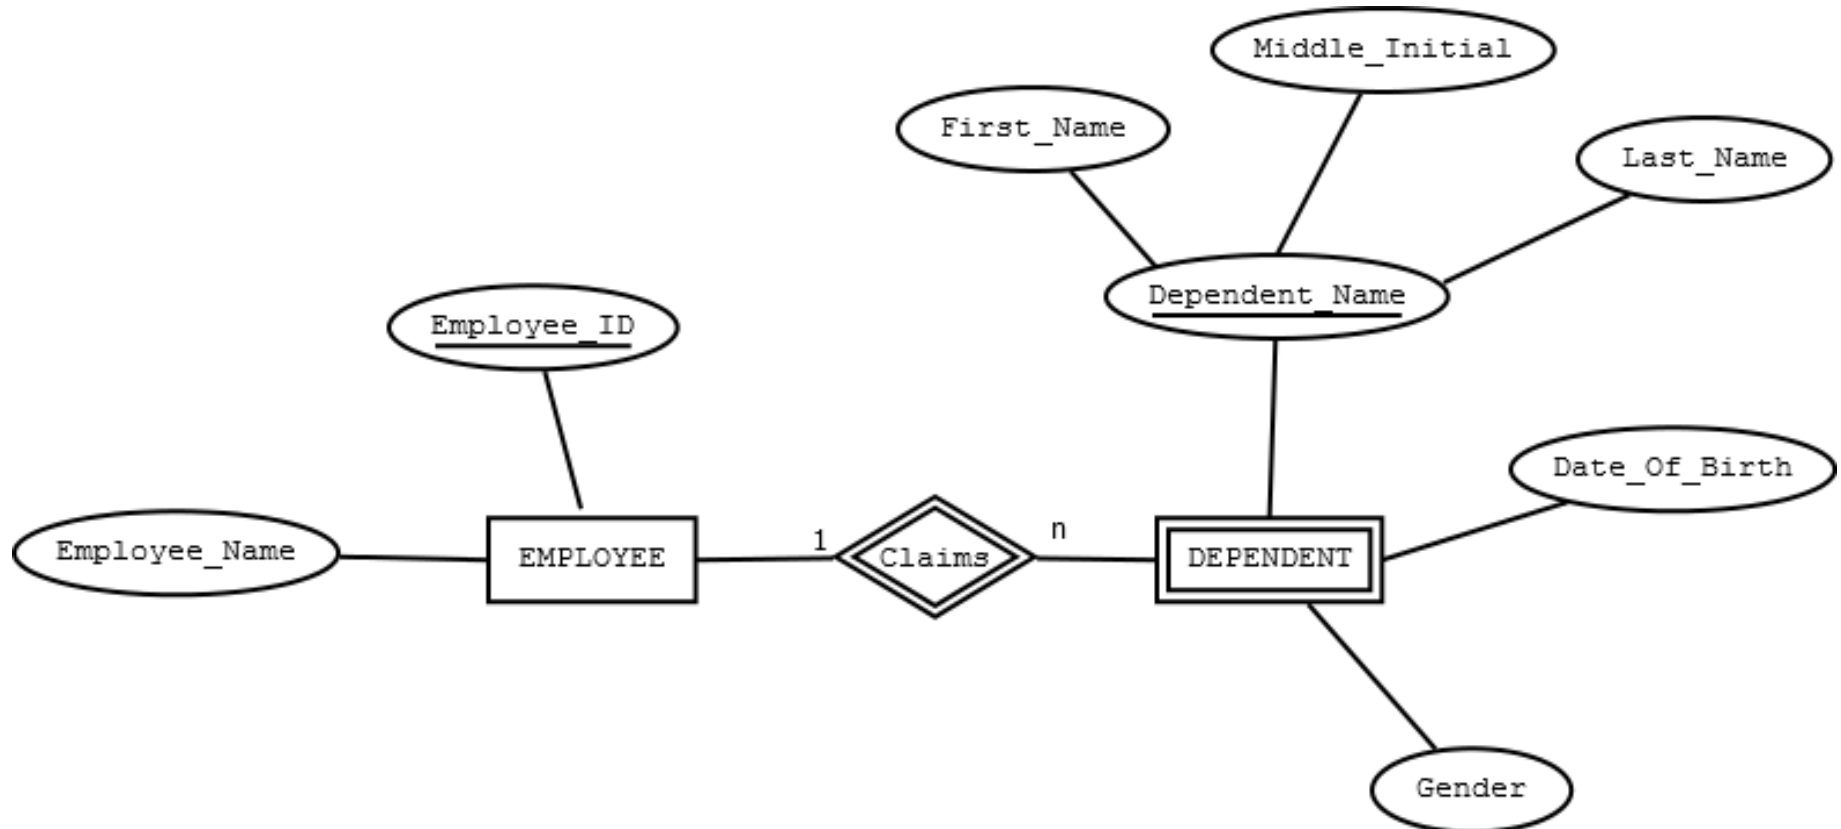 Middle_Initial
First_Name
Last_Name
Dependent_Name
Employee_ID
Date_Of_Birth
Employee_Name
EMPLOYEE
1
Claims
n
DEPENDENT
Gender